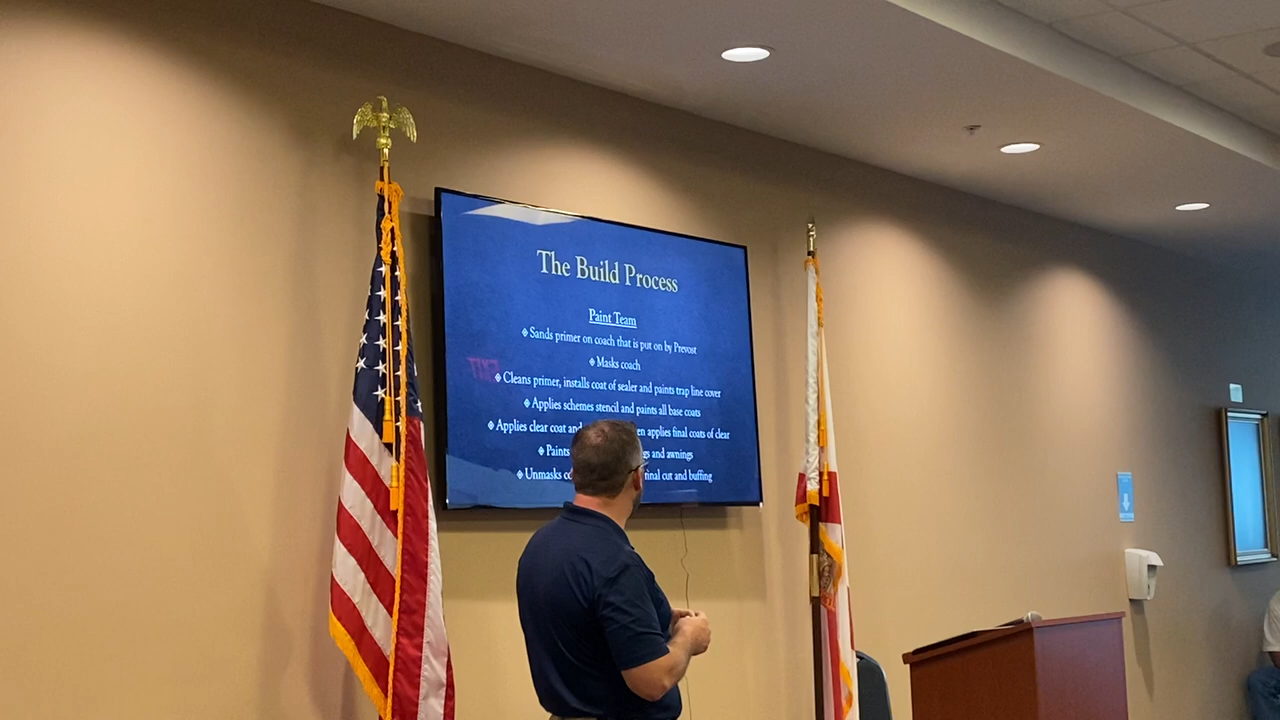 The Build Process
Paint Team
❖ Sands primer on coach that is put on by Prevost
❖ Masks coach
❖ Cleans primer, installs coat of sealer and paints trap line cover
❖ Applies schemes stencil and paints all base coats
❖ Applies clear coat and applies final coats of clear
❖ Paints and awnings
❖ Unmasks final cut and buffing